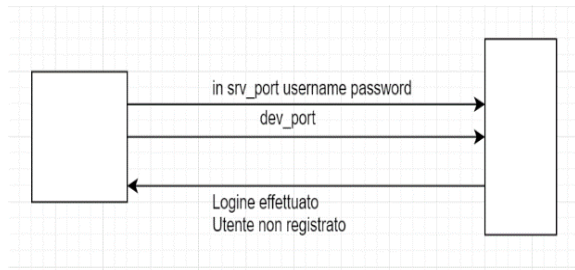 in srv_port username password
dev_port
Logine effettuato
Utente non registrato